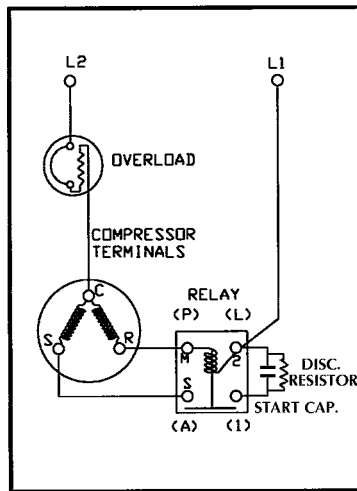 L2 L1
OVERLOAD
COMPRESSOR
TERMINALS
C
RELAY
(P) (L)
S R M 2
DISC.
RESISTOR
S
START CAP.
(A) (1)